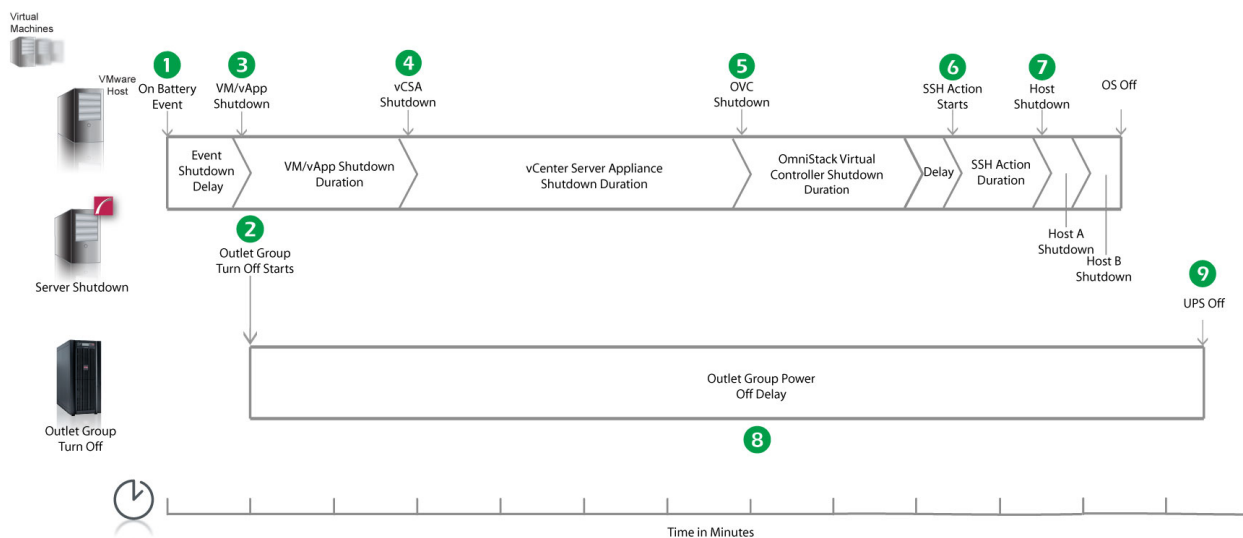 Virtual
Machines
VMware
Host
1
On Battery
Event
3
VM/vApp
Shutdown
4
vCSA
Shutdown
5
OVC
Shutdown
6
SSH Action
Starts
7
Host
Shutdown
OS Off
Event
Shutdown
Delay
VM/vApp Shutdown
Duration
vCenter Server Appliance
Shutdown Duration
OmniStack Virtual
Controller Shutdown
Duration
Delay
SSH Action
Duration
Host A
Shutdown
Host B
Shutdown
Server Shutdown
2
Outlet Group
Turn Off Starts
9
UPS Off
Outlet Group Power
Off Delay
8
Outlet Group
Turn Off
Time in Minutes